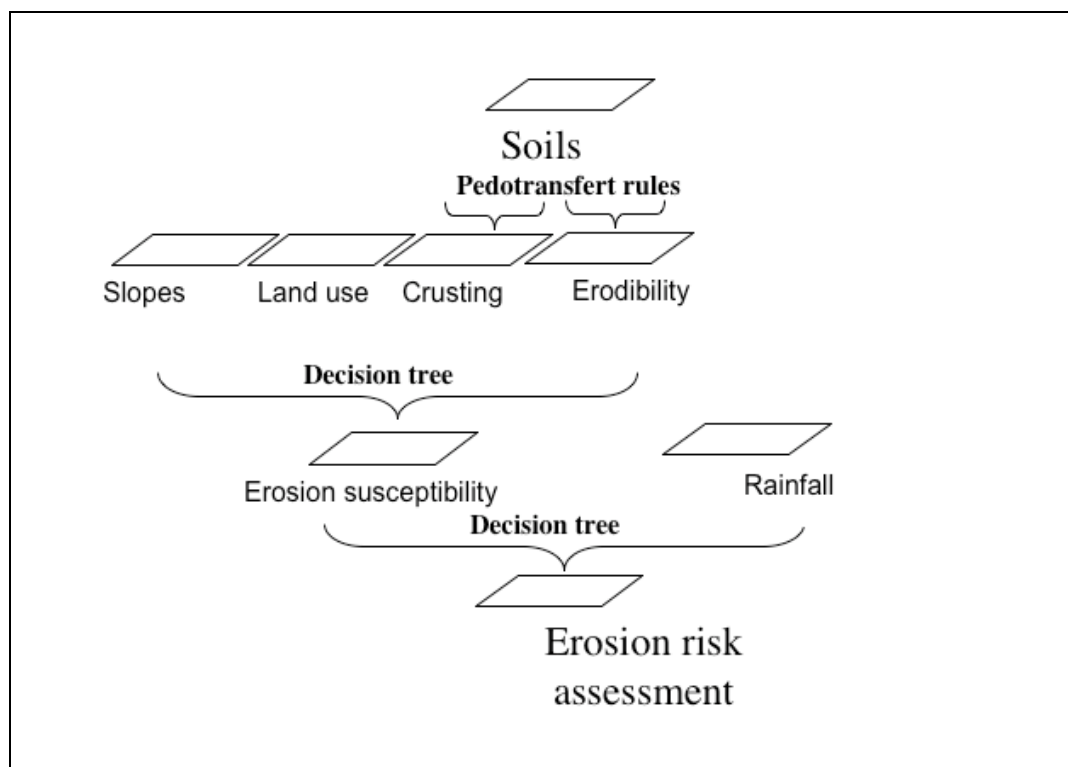 Soils
Pedotransfert rules
Slopes
Land use
Crusting
Erodibility
Decision tree
Erosion susceptibility
Rainfall
Decision tree
Erosion risk
assessment